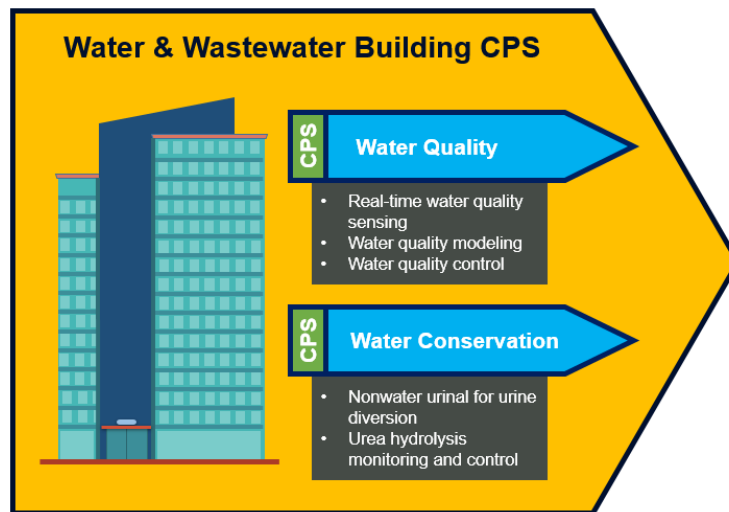 Water & Wastewater Building CPS
CPS
Water Quality
• Real-time water quality
sensing
• Water quality modeling
• Water quality control
CPS
Water Conservation
• Nonwater urinal for urine
diversion
• Urea hydrolysis
monitoring and control